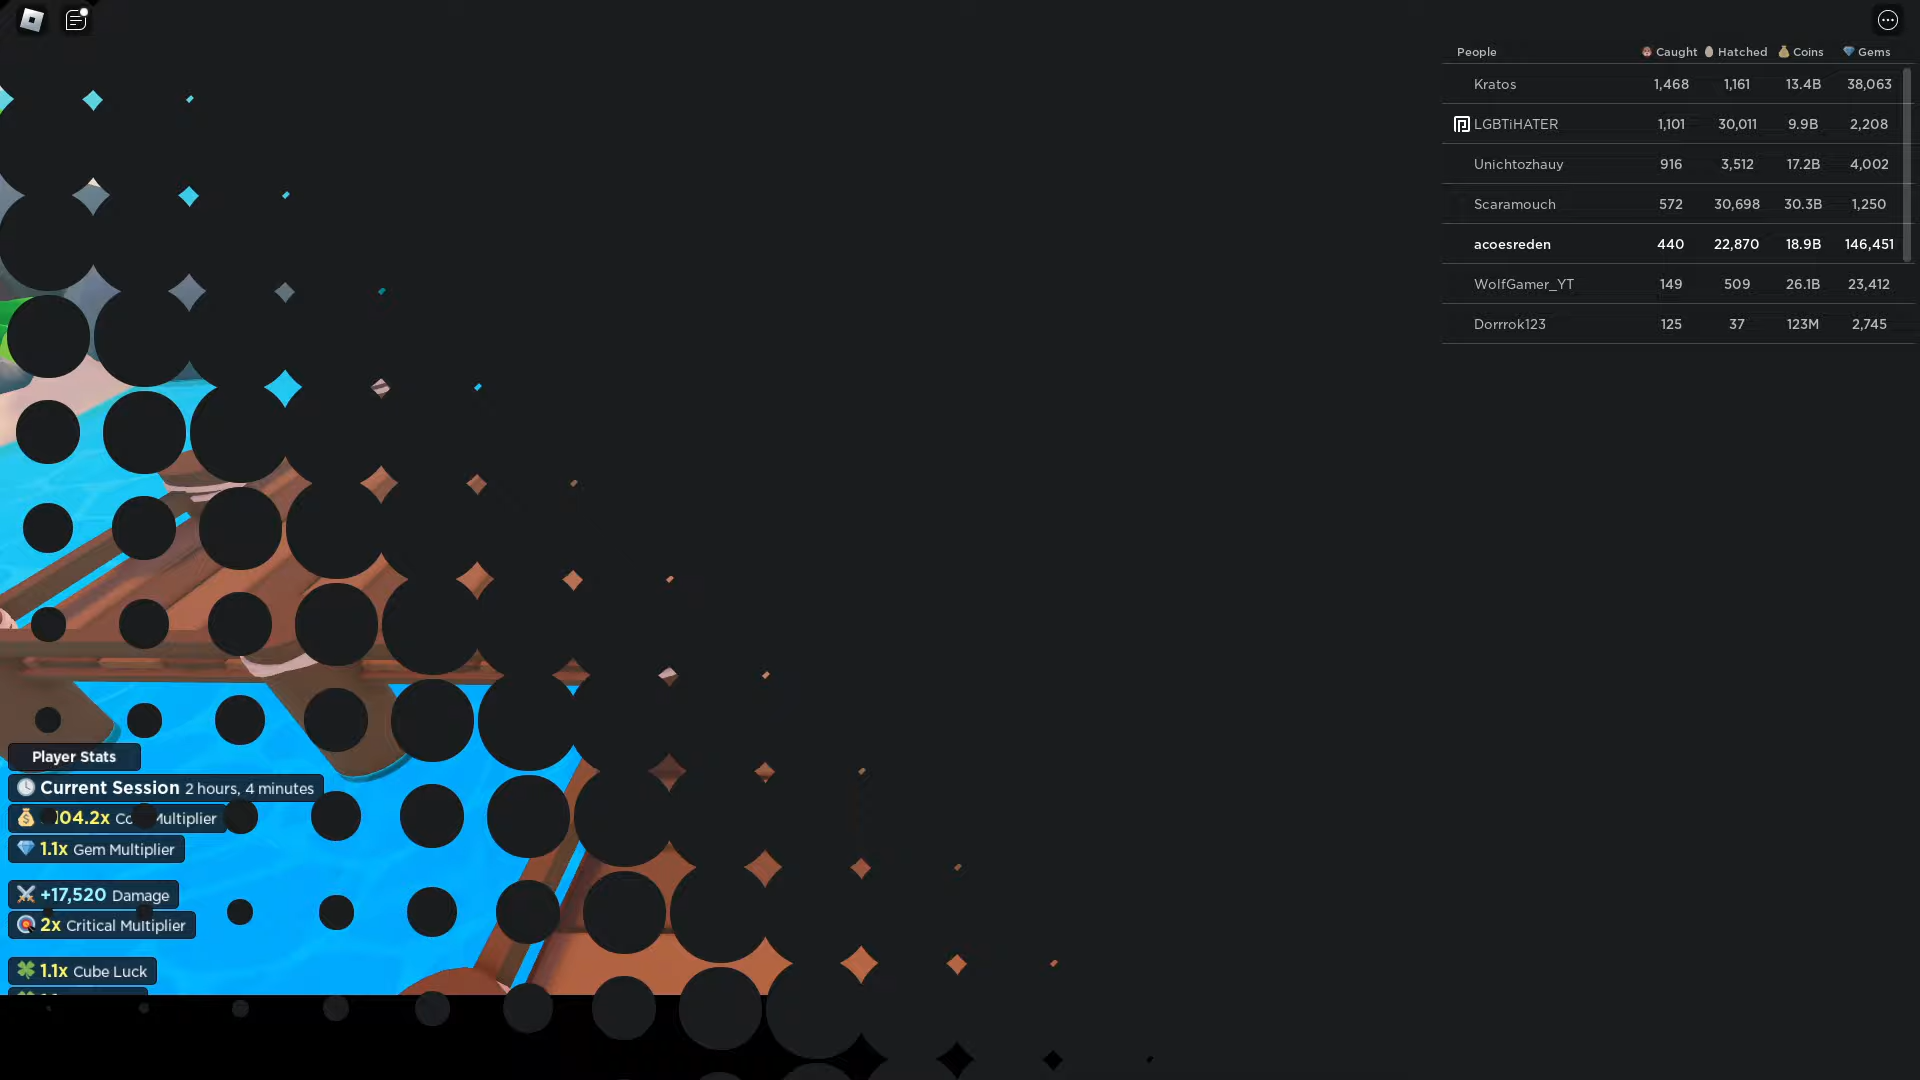 People Caught Hatched Coins Gems
Kratos 1,468 1,161 13.4B 38,063
LGBTiHATER 1,101 30,011 9.9B 2,208
Unichtozhauy 916 3,512 17.2B 4,002
Scaramouch 572 30,698 30.3B 1,250
acoesreden 440 22,870 18.9B 146,451
WolfGamer_YT 149 509 26.1B 23,412
Dorrrok123 125 37 123M 2,745
Player Stats
Current Session 2 hours, 4 minutes
Multiplier
1.1x Gem Multiplier
+17,520 Damage
2x Critical Multiplier
1.1x Cube Luck